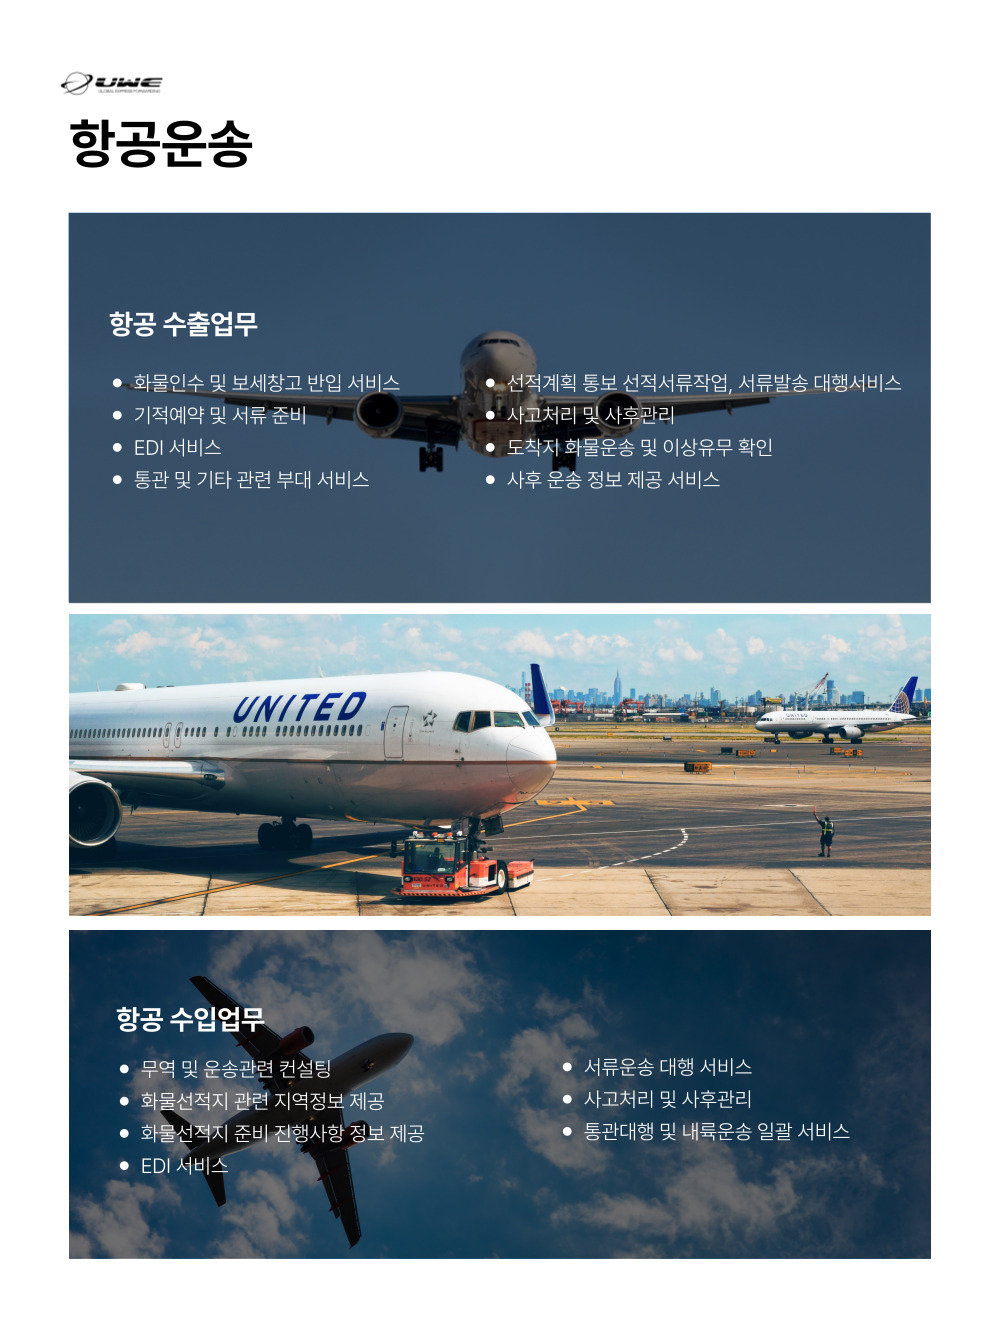 UWE
GLOBAL EXPRESS FORWARDING
항공운송
항공 수출업무
화물인수 및 보세창고 반입 서비스
기적예약 및 서류 준비
EDI 서비스
통관 및 기타 관련 부대 서비스
선적계획 통보 선적서류작업, 서류발송 대행서비스
사고처리 및 사후관리
도착지 화물운송 및 이상유무 확인
사후 운송 정보 제공 서비스
UNITED
UNITED
항공 수입업무
무역 및 운송관련 컨설팅
화물선적지 관련 지역정보 제공
화물선적지 준비 진행사항 정보 제공
EDI 서비스
서류운송 대행 서비스
사고처리 및 사후관리
통관대행 및 내륙운송 일괄 서비스